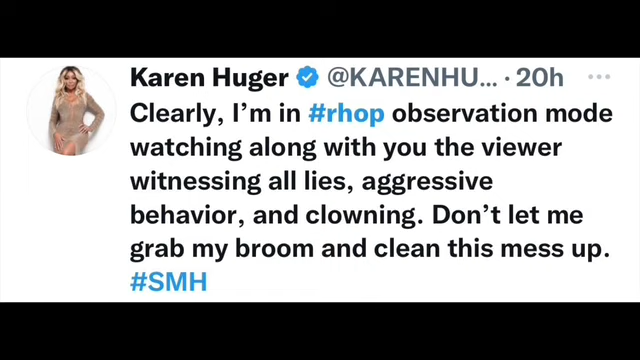 Karen Huger @KARENHU... · 20h ...
Clearly, I’m in #rhop observation mode
watching along with you the viewer
witnessing all lies, aggressive
behavior, and clowning. Don’t let me
grab my broom and clean this mess up.
#SMH